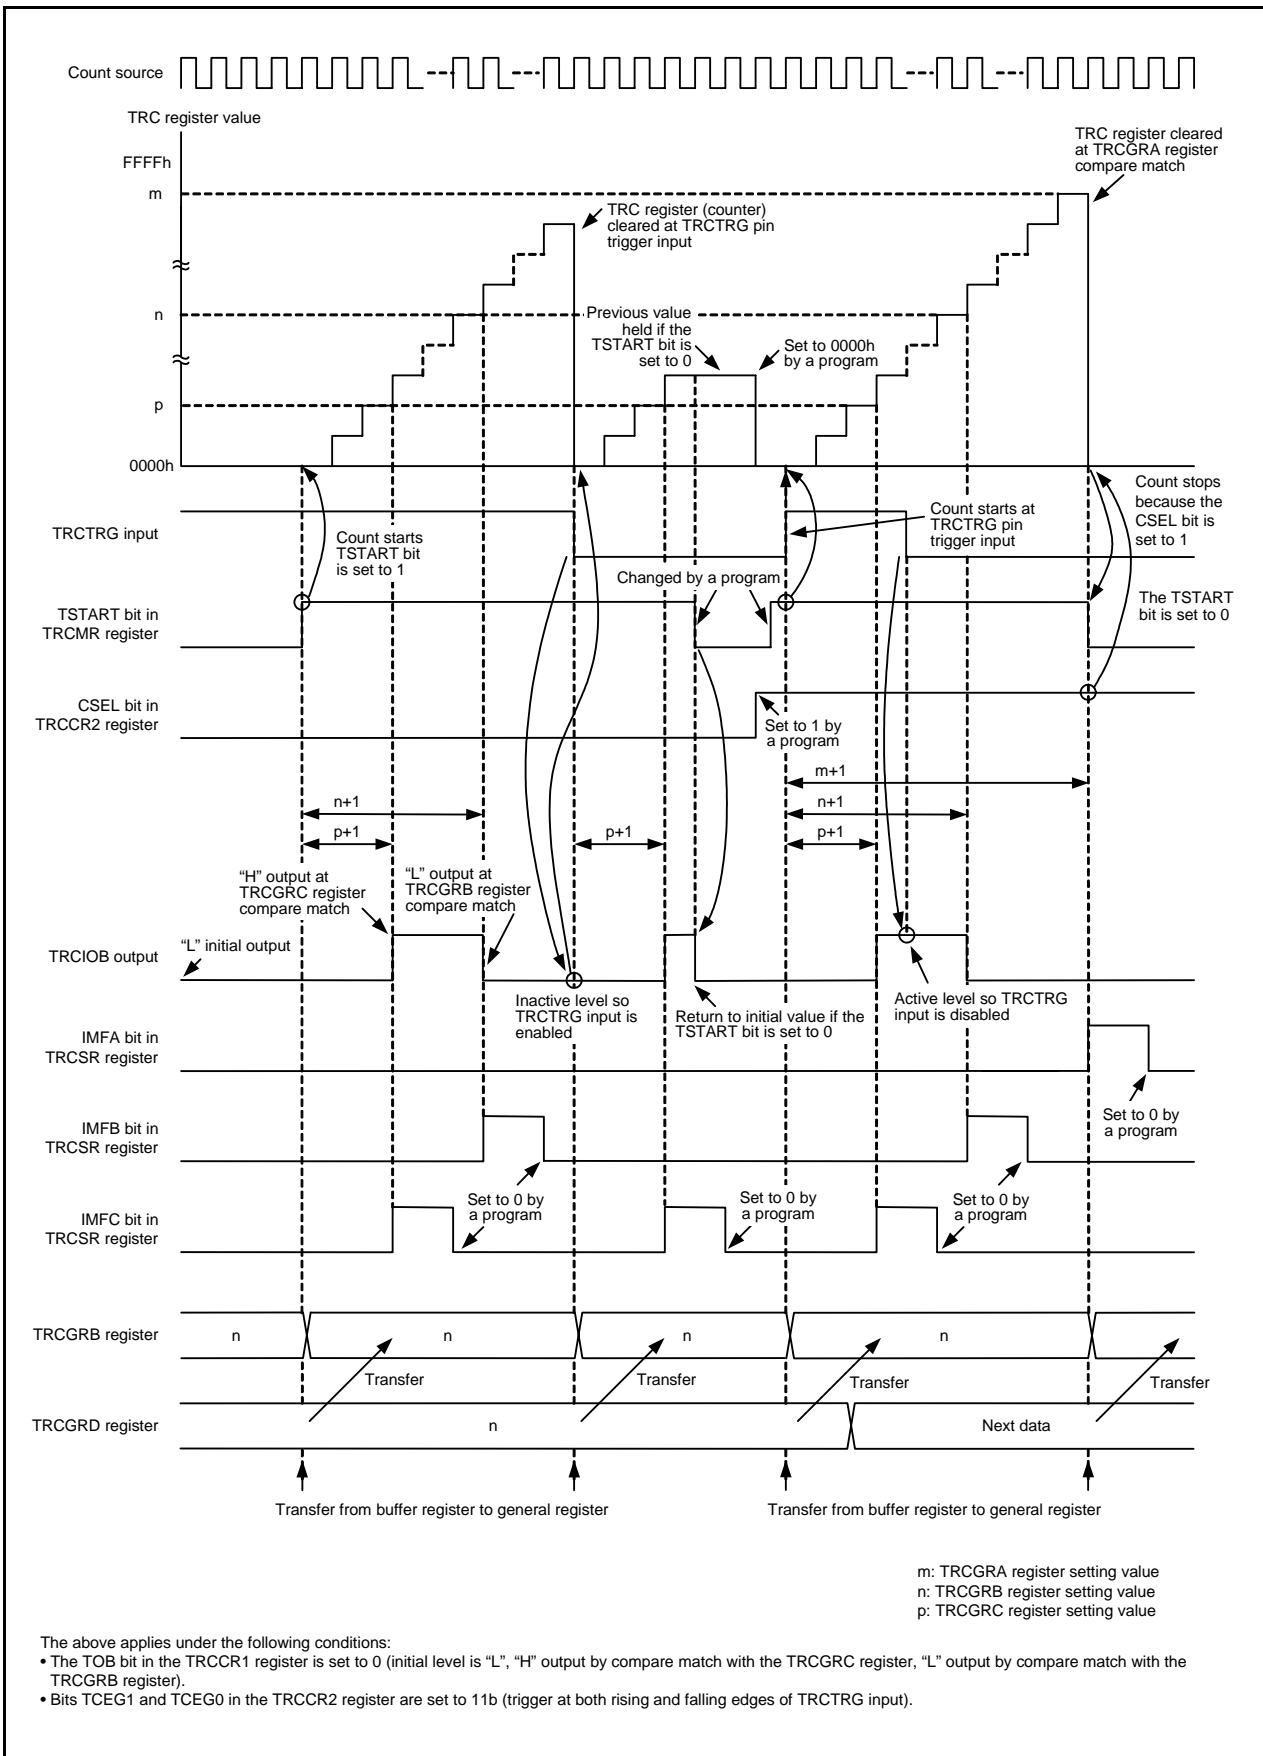 Count source
TRC register value
FFFFh
m
n
p
0000h
TRC register cleared
at TRCGRA register
compare match
TRC register (counter)
cleared at TRCTRG pin
trigger input
Previous value
held if the
TSTART bit is
set to 0
Set to 0000h
by a program
TRCTRG input
Count starts
TSTART bit
is set to 1
Count starts at
TRCTRG pin
trigger input
Count stops
because the
CSEL bit is
set to 1
Changed by a program
TSTART bit in
TRCMR register
The TSTART
bit is set to 0
CSEL bit in
TRCCR2 register
Set to 1 by
a program
m+1
n+1
n+1
p+1
p+1
p+1
“H” output at
TRCGRC register
compare match
“L” output at
TRCGRB register
compare match
“L” initial output
TRCIOB output
Inactive level so
TRCTRG input is
enabled
Return to initial value if the
TSTART bit is set to 0
Active level so TRCTRG
input is disabled
IMFA bit in
TRCSR register
Set to 0 by
a program
IMFB bit in
TRCSR register
Set to 0 by
a program
Set to 0 by
a program
Set to 0 by
a program
IMFC bit in
TRCSR register
TRCGRB register
n
n
n
n
Transfer
Transfer
Transfer
Transfer
TRCGRD register
n
Next data
Transfer from buffer register to general register
Transfer from buffer register to general register
m: TRCGRA register setting value
n: TRCGRB register setting value
p: TRCGRC register setting value
The above applies under the following conditions:
• The TOB bit in the TRCCR1 register is set to 0 (initial level is “L”, “H” output by compare match with the TRCGRC register, “L” output by compare match with the
TRCGRB register).
• Bits TCEG1 and TCEG0 in the TRCCR2 register are set to 11b (trigger at both rising and falling edges of TRCTRG input).